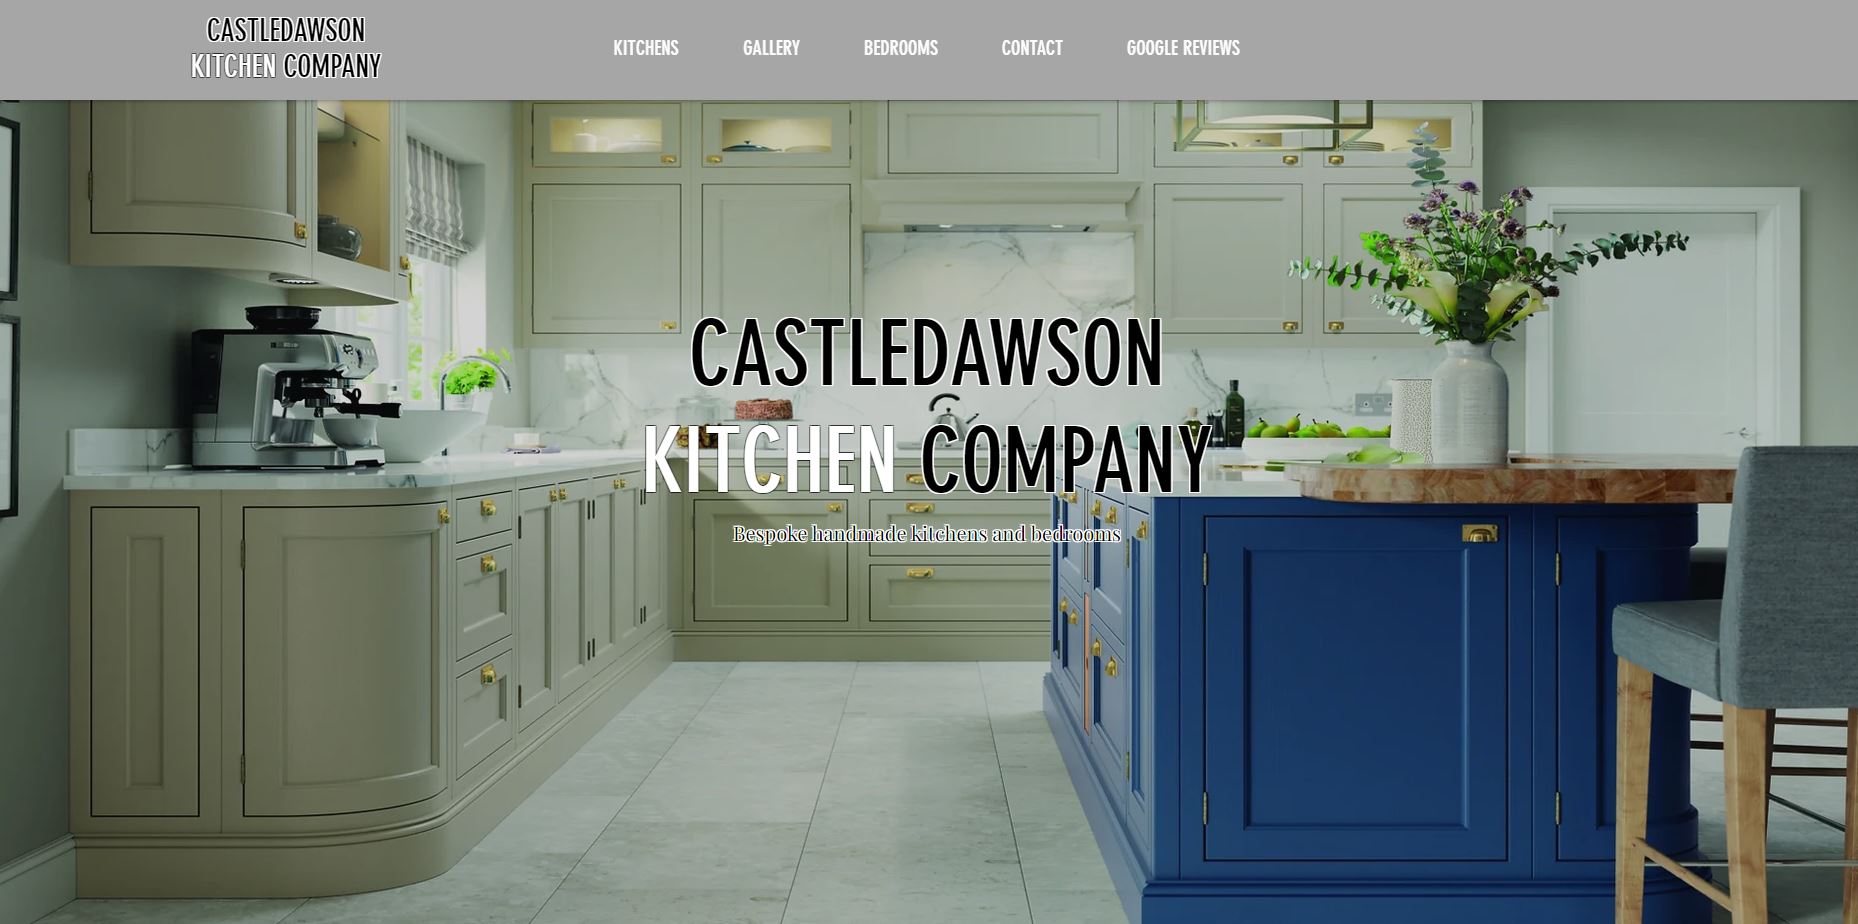 CASTLEDAWSON
KITCHEN COMPANY
KITCHENS
GALLERY
BEDROOMS
CONTACT
GOOGLE REVIEWS
CASTLEDAWSON
KITCHEN COMPANY
Bespoke handmade kitchens and bedrooms